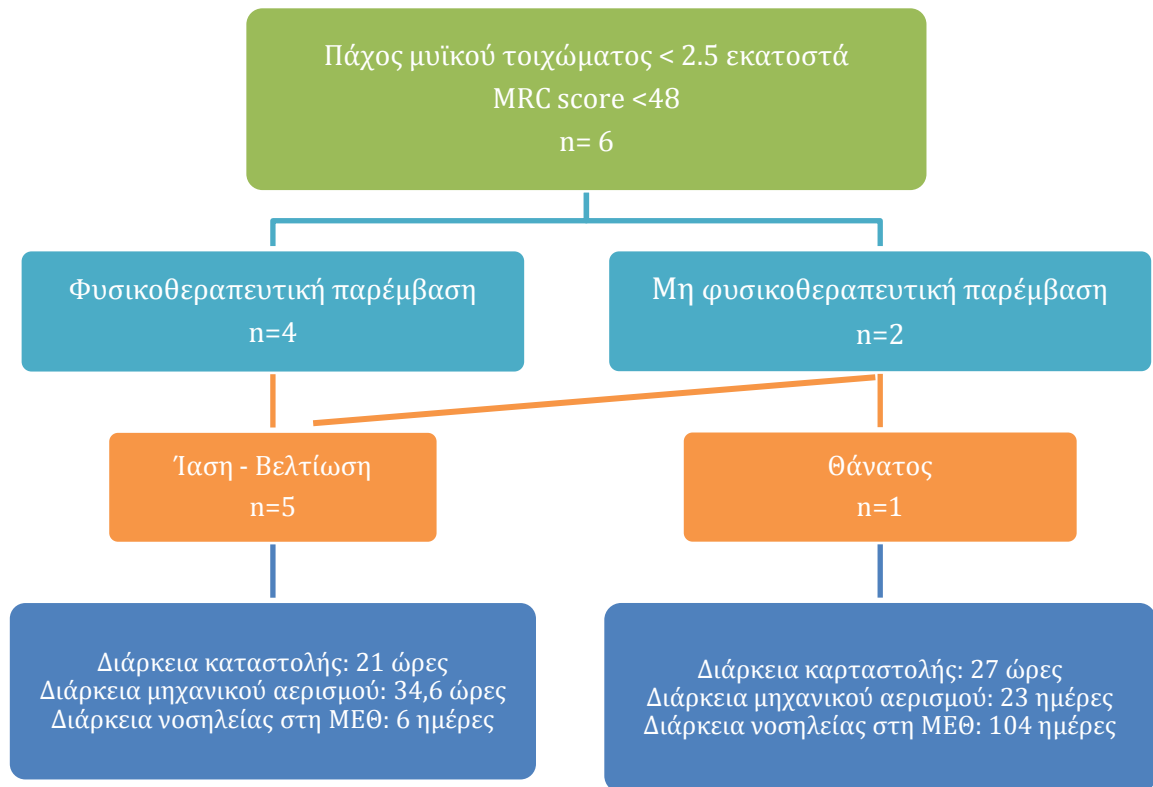 Πάχος μυϊκού τοιχώματος < 2.5 εκατοστά
MRC score <48
n= 6
Φυσικοθεραπευτική παρέμβαση
n=4
Μη φυσικοθεραπευτική παρέμβαση
n=2
Ίαση - Βελτίωση
n=5
Θάνατος
n=1
Διάρκεια καταστολής: 21 ώρες
Διάρκεια μηχανικού αερισμού: 34,6 ώρες
Διάρκεια νοσηλείας στη ΜΕΘ: 6 ημέρες
Διάρκεια καρταστολής: 27 ώρες
Διάρκεια μηχανικού αερισμού: 23 ημέρες
Διάρκεια νοσηλείας στη ΜΕΘ: 104 ημέρες